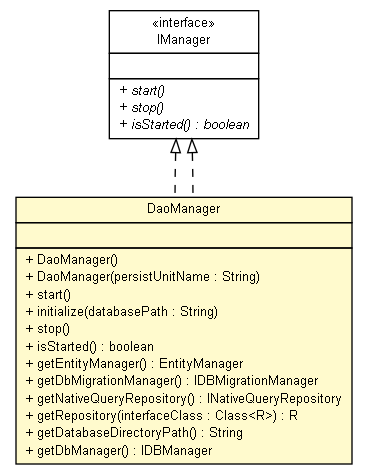 «interface»
IManager
+ start()
+ stop()
+ isStarted() : boolean
DaoManager
+ DaoManager()
+ DaoManager(persistUnitName : String)
+ start()
+ initialize(databasePath : String)
+ stop()
+ isStarted() : boolean
+ getEntityManager() : EntityManager
+ getDbMigrationManager() : IDBMigrationManager
+ getNativeQueryRepository() : INativeQueryRepository
+ getRepository(interfaceClass : Class<R>) : R
+ getDatabaseDirectoryPath() : String
+ getDbManager() : IDBManager